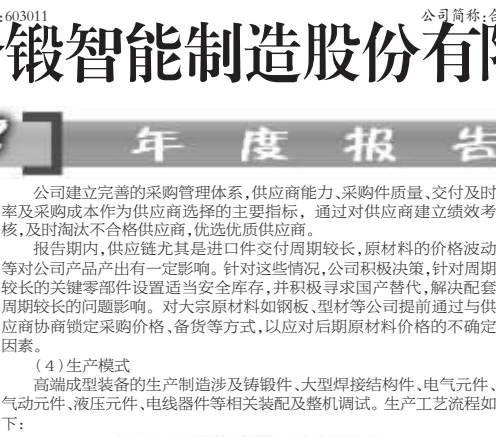 :603011
公司简称:合
锻智能制造股份有限
年度报告
公司建立完善的采购管理体系,供应商能力、采购件质量、交付及时
率及采购成本作为供应商选择的主要指标，通过对供应商建立绩效考
核,及时淘汰不合格供应商,优选优质供应商。
报告期内,供应链尤其是进口件交付周期较长,原材料的价格波动
等对公司产品产出有一定影响。针对这些情况,公司积极决策,针对周期
较长的关键零部件设置适当安全库存,并积极寻求国产替代,解决配套
周期较长的问题影响。对大宗原材料如钢板、型材等公司提前通过与供
应商协商锁定采购价格、备货等方式,以应对后期原材料价格的不确定
因素。
(4)生产模式
高端成型装备的生产制造涉及铸锻件、大型焊接结构件、电气元件、
气动元件、液压元件、电线器件等相关装配及整机调试。生产工艺流程如
下: